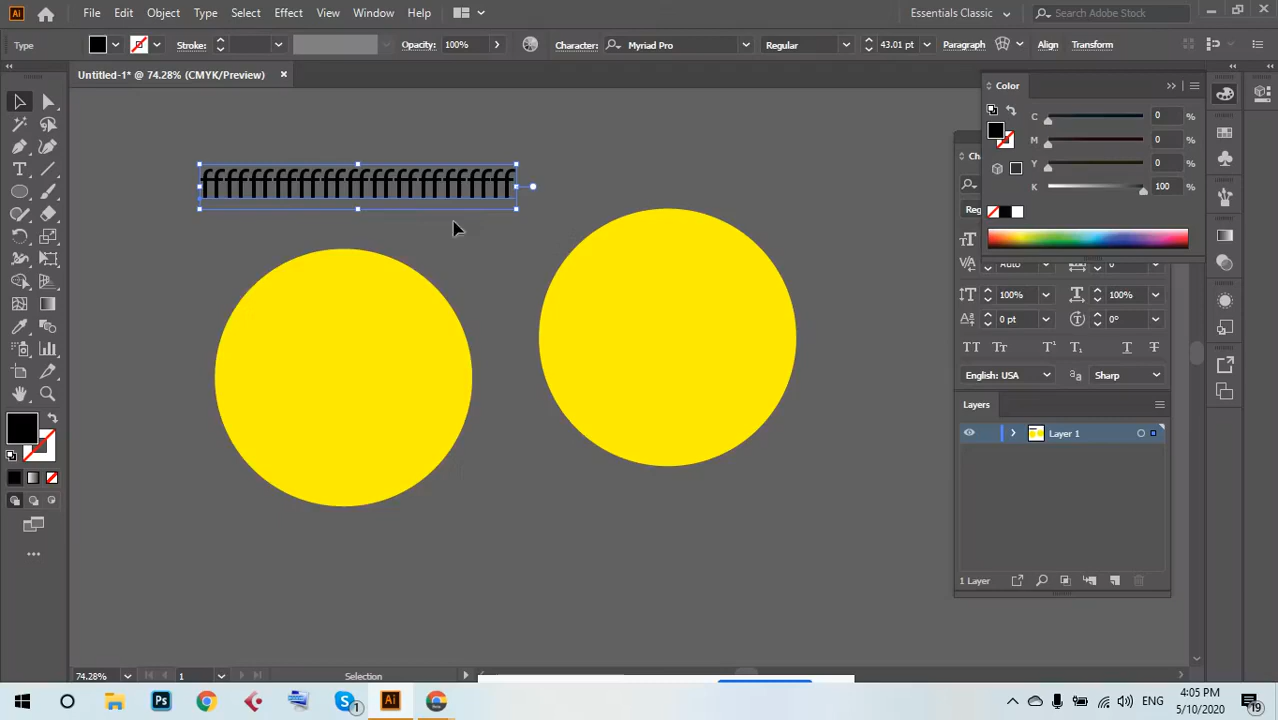 File Edit Object Type Select Effect View Window Help Essentials Classic Search Adobe Stock
Type Stroke: Opacity: 100% Character: Myriad Pro Regular 43.01 pt Paragraph Align Transform
Untitled-1* @ 74.28% (CMYK/Preview)
Color
C 0 %
M 0 %
Y 0 %
K 100 %
Auto 0
100% 100%
0 pt 0°
English: USA Sharp
Layers
Layer 1
1 Layer
74.28% 1 Selection
ENG 4:05 PM
5/10/2020 19